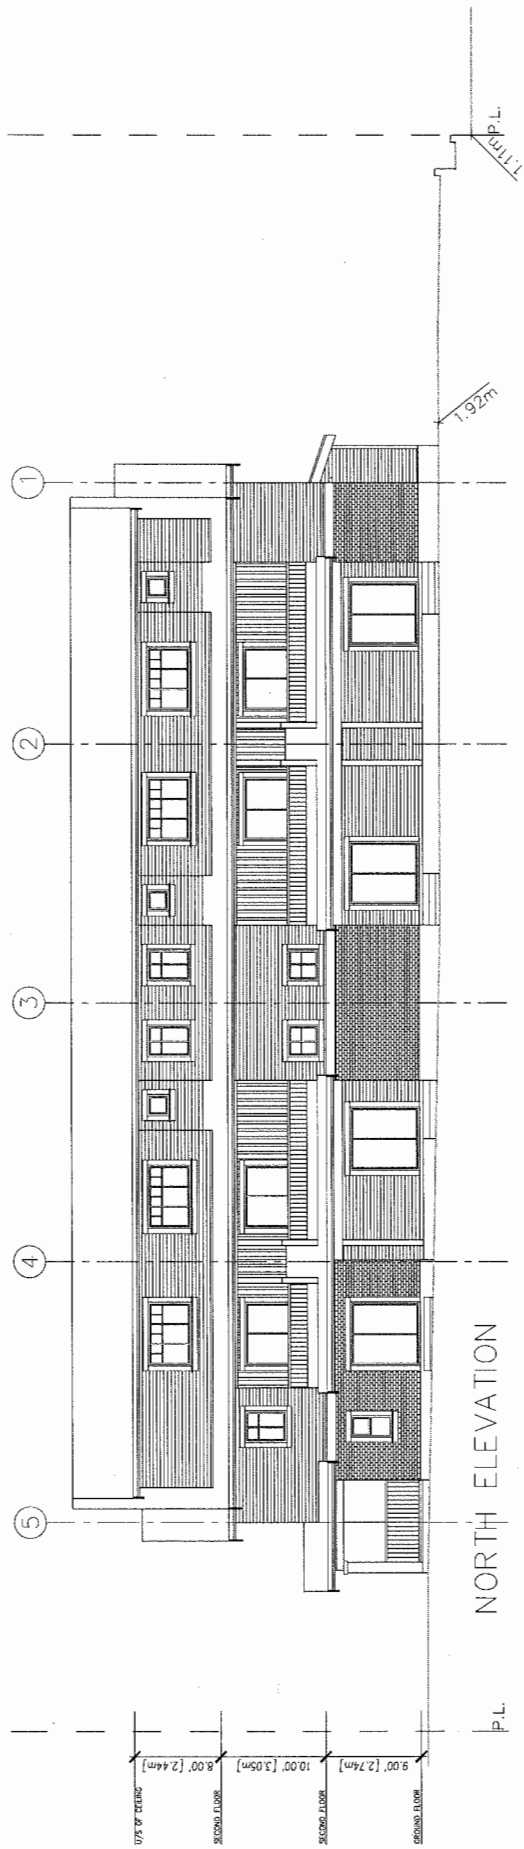 5
4
3
2
1
U/S OF CEILING
8.00' [2.44m]
SECOND FLOOR
10.00' [3.05m]
SECOND FLOOR
9.00' [2.74m]
GROUND FLOOR
1.92m
1.11m
P.L.
P.L.
NORTH ELEVATION